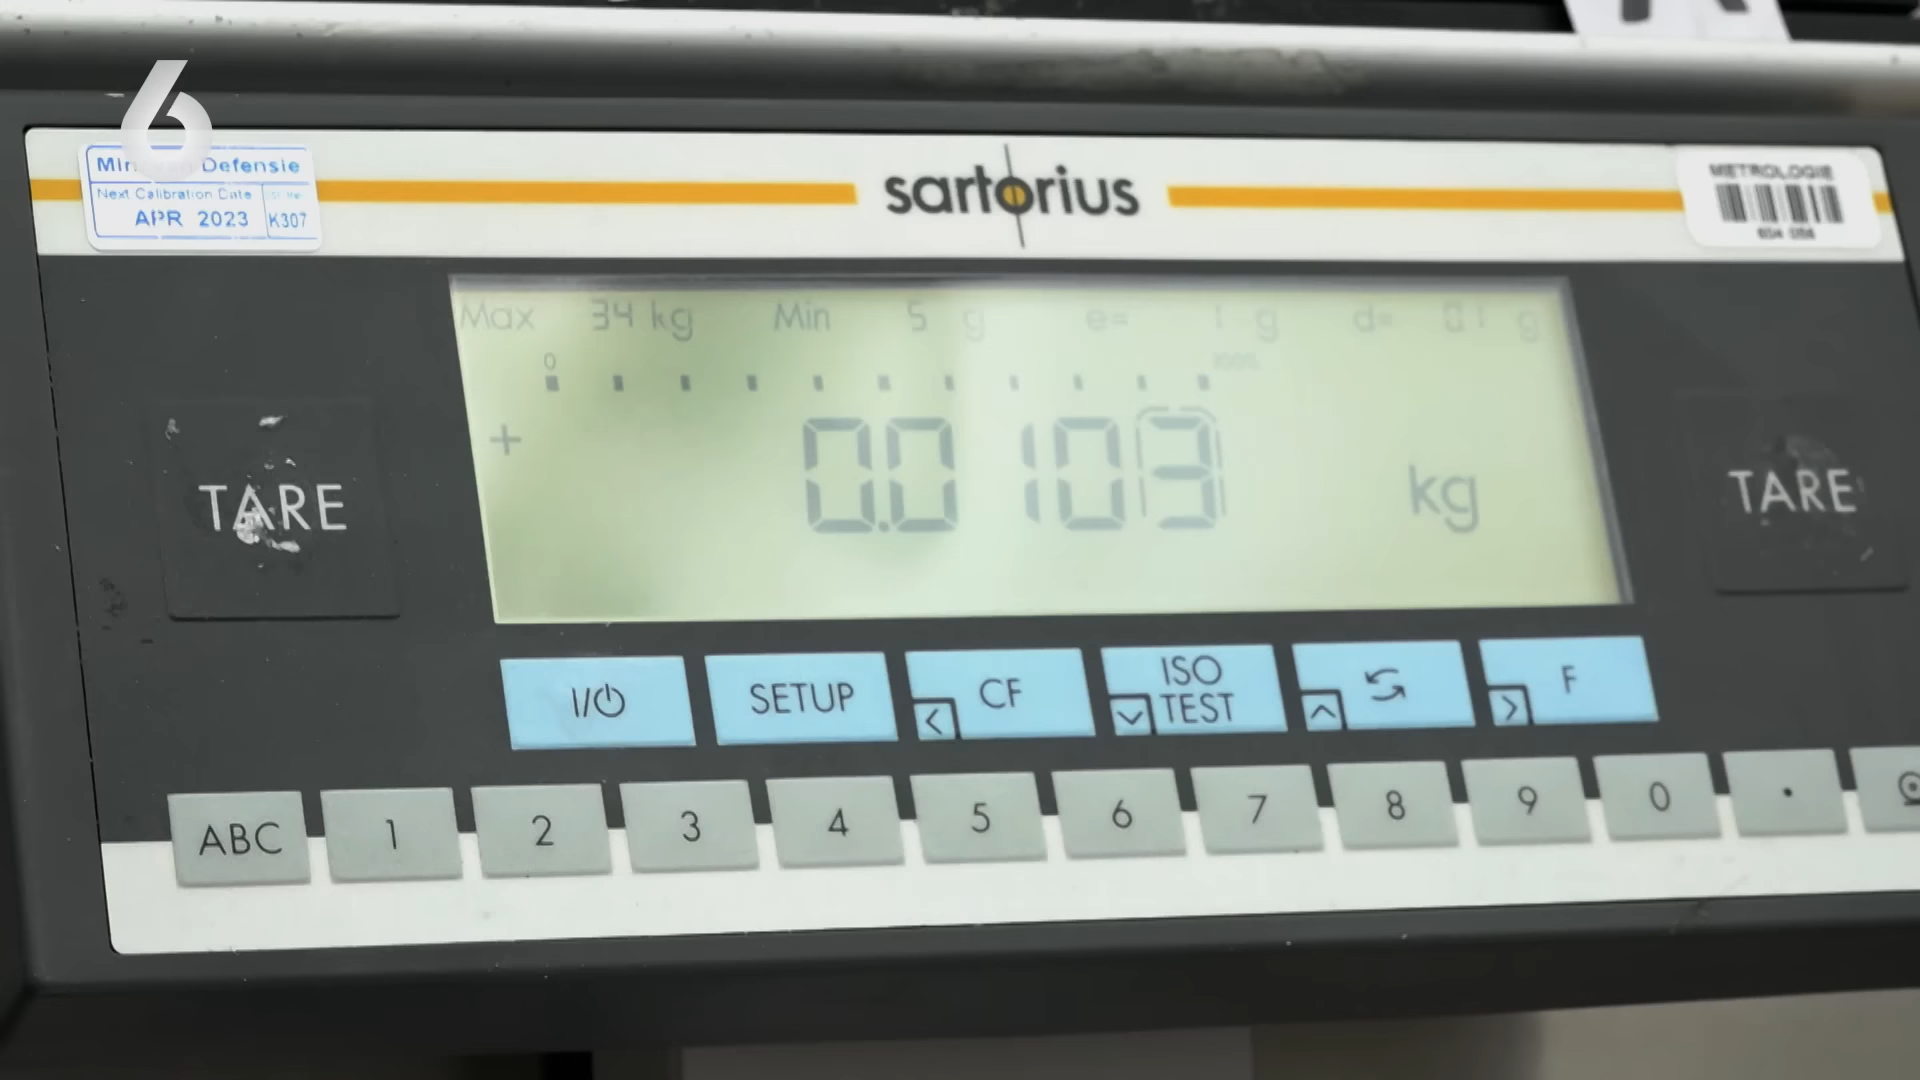 6
Min van Defensie
Next Calibration Date
APR 2023
K307
sartorius
METROLOGIE
Max 34 kg Min 5 g e= 1 g d= 0.1 g
0
+ 0.0103 kg
TARE
TARE
I/
SETUP
CF
ISO
TEST
F
ABC
1
2
3
4
5
6
7
8
9
0
.